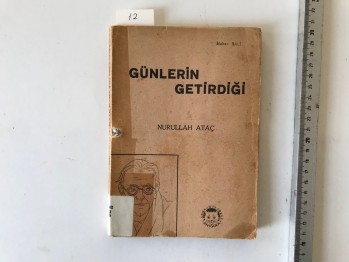 12
GÜNLERİN
GETİRDİĞİ
NURULLAH ATAÇ